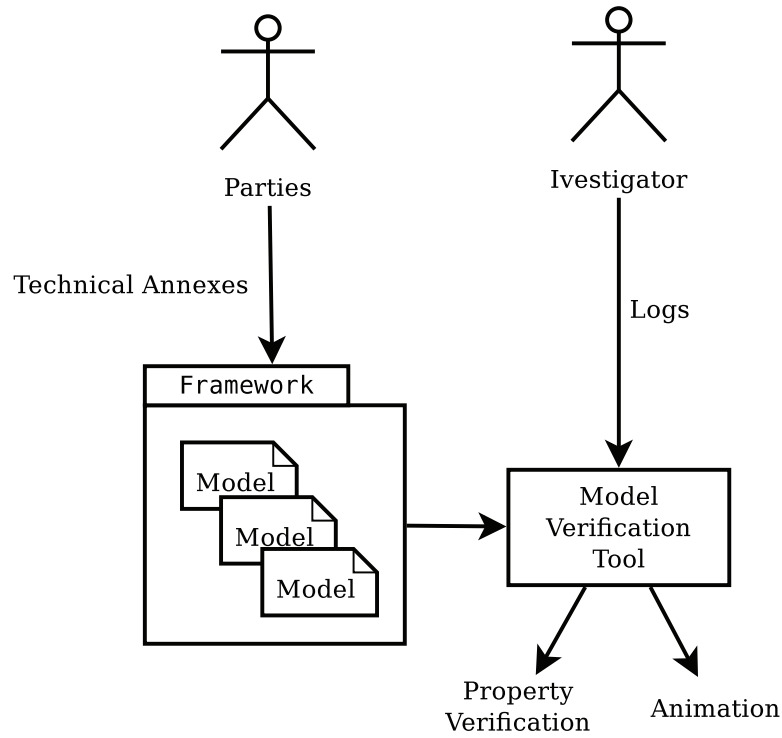 Parties
Ivestigator
Technical Annexes
Logs
Framework
Model
Model
Model
Model
Verification
Tool
Property
Verification
Animation